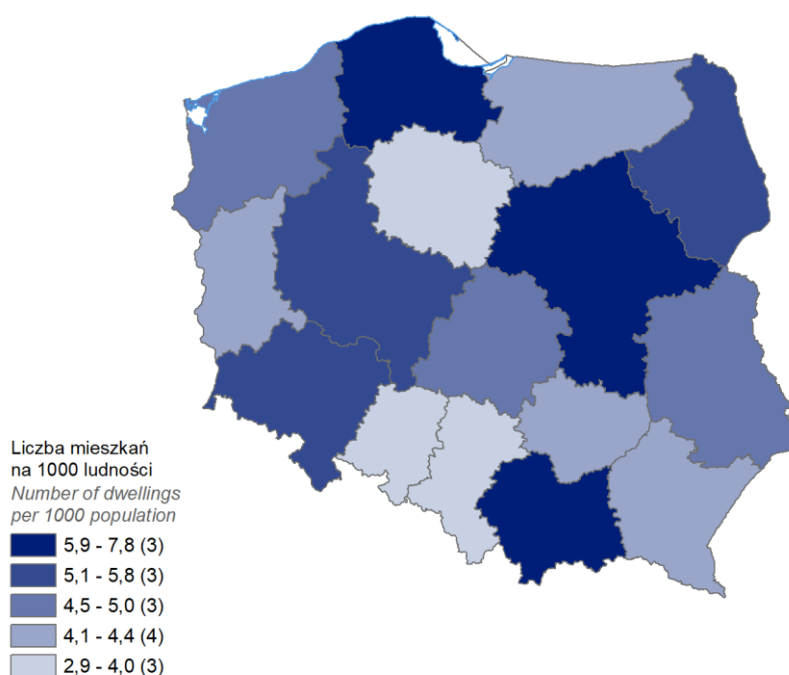 Liczba mieszkań
na 1000 ludności
Number of dwellings
per 1000 population
5,9 - 7,8 (3)
5,1 - 5,8 (3)
4,5 - 5,0 (3)
4,1 - 4,4 (4)
2,9 - 4,0 (3)